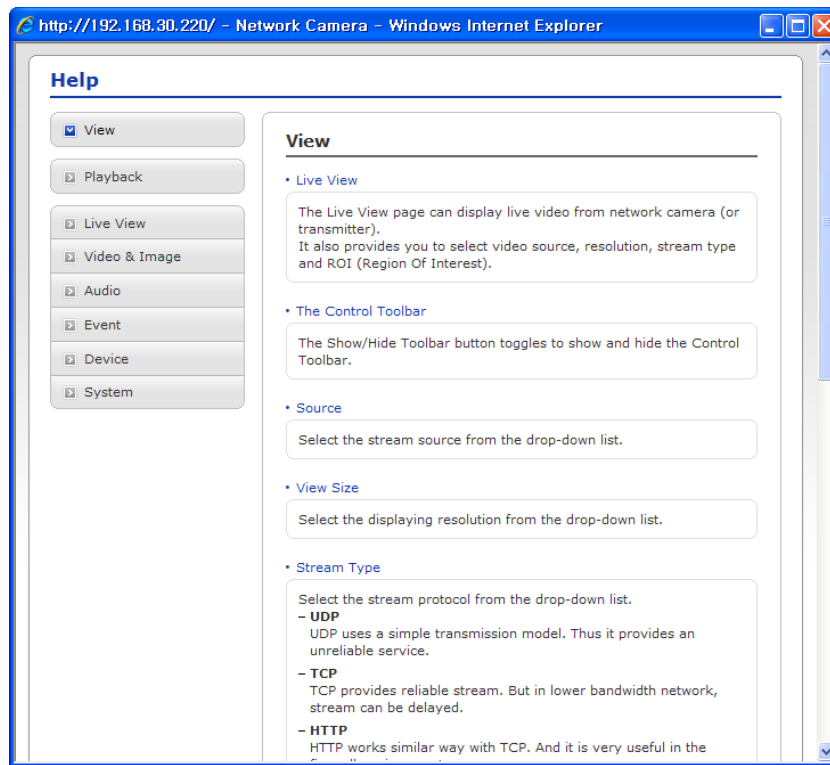 http://192.168.30.220/ - Network Camera - Windows Internet Explorer
Help
View
Playback
Live View
Video & Image
Audio
Event
Device
System
View
• Live View
The Live View page can display live video from network camera (or
transmitter).
It also provides you to select video source, resolution, stream type
and ROI (Region Of Interest).
• The Control Toolbar
The Show/Hide Toolbar button toggles to show and hide the Control
Toolbar.
• Source
Select the stream source from the drop-down list.
• View Size
Select the displaying resolution from the drop-down list.
• Stream Type
Select the stream protocol from the drop-down list.
– UDP
UDP uses a simple transmission model. Thus it provides an
unreliable service.
– TCP
TCP provides reliable stream. But in lower bandwidth network,
stream can be delayed.
– HTTP
HTTP works similar way with TCP. And it is very useful in the